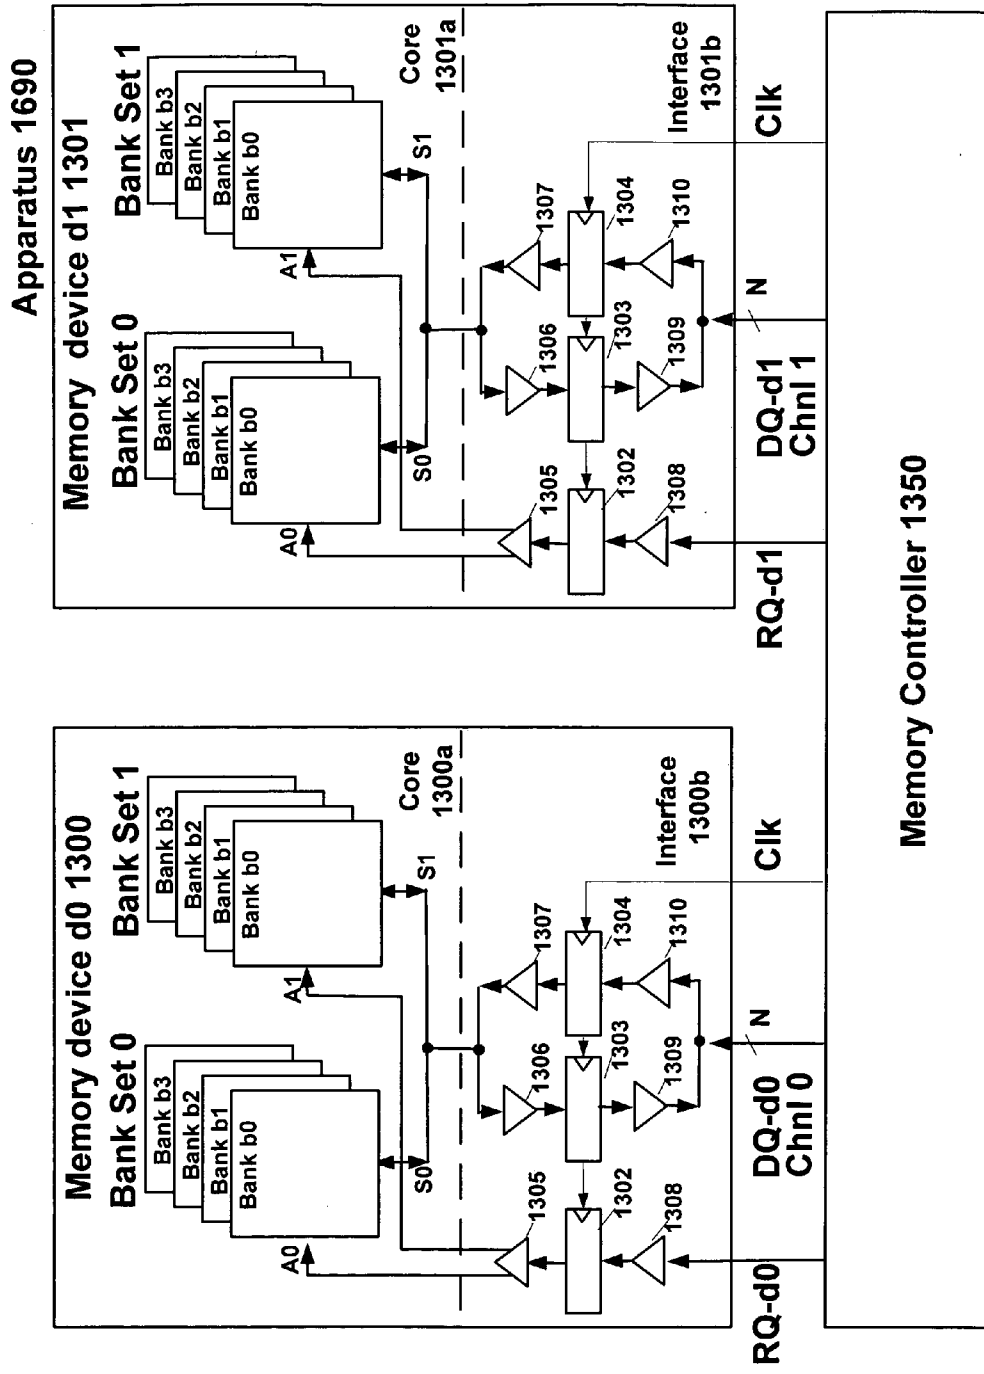 Apparatus 1690
Memory device d0 1300
Bank Set 0
Bank b3
Bank b2
Bank b1
Bank b0
Bank Set 1
Bank b3
Bank b2
Bank b1
Bank b0
A0
A1
S0
S1
Core
1300a
1305
1306
1307
1302
1303
1304
1308
1309
1310
Interface
1300b
RQ-d0
DQ-d0
Chnl 0
N
Clk
Memory device d1 1301
Bank Set 0
Bank b3
Bank b2
Bank b1
Bank b0
Bank Set 1
Bank b3
Bank b2
Bank b1
Bank b0
A0
A1
S0
S1
Core
1301a
1305
1306
1307
1302
1303
1304
1308
1309
1310
Interface
1301b
RQ-d1
DQ-d1
Chnl 1
N
Clk
Memory Controller 1350